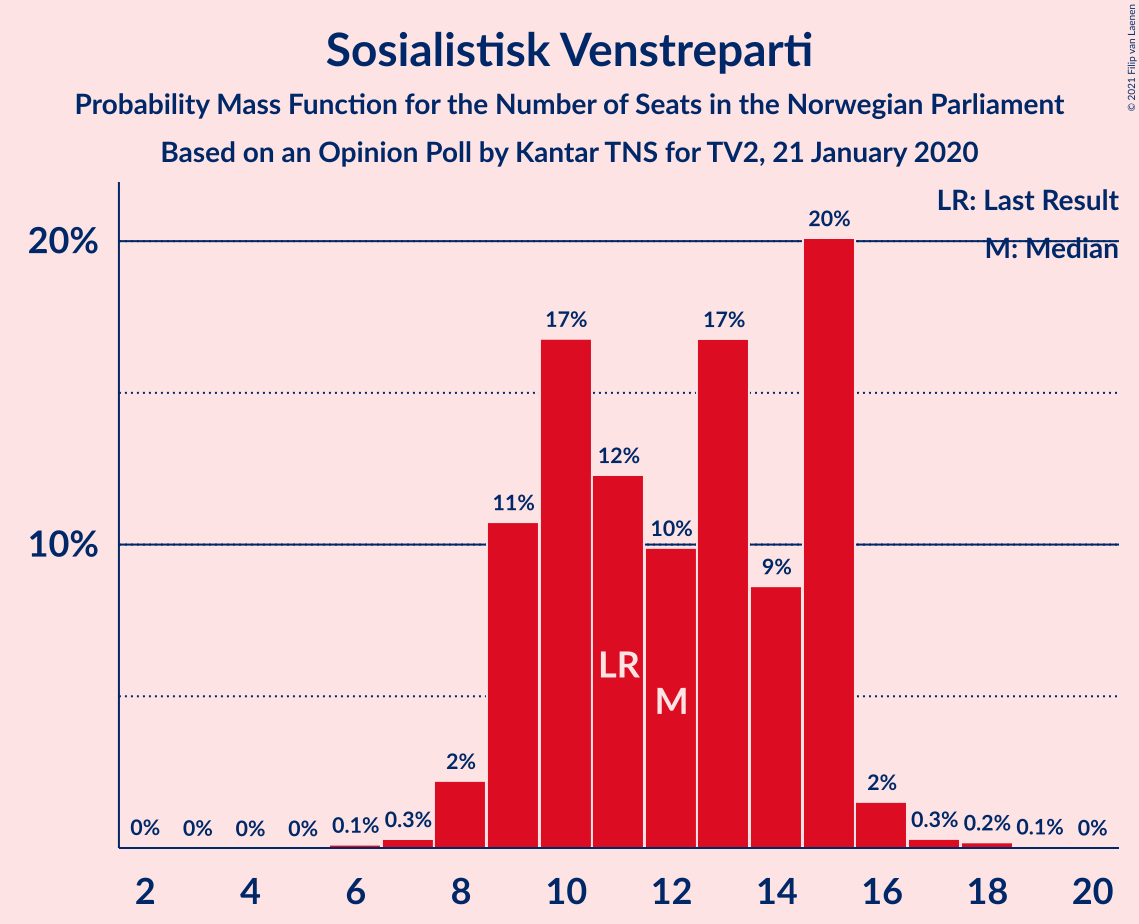 Sosialistisk Venstreparti
Probability Mass Function for the Number of Seats in the Norwegian Parliament
Based on an Opinion Poll by Kantar TNS for TV2, 21 January 2020
© 2021 Filip van Laenen
LR: Last Result
M: Median
20%
10%
0% 0% 0% 0% 0.1% 0.3% 2% 11% 17% 12% 10% 17% 9% 20% 2% 0.3% 0.2% 0.1% 0%
LR
M
2 4 6 8 10 12 14 16 18 20